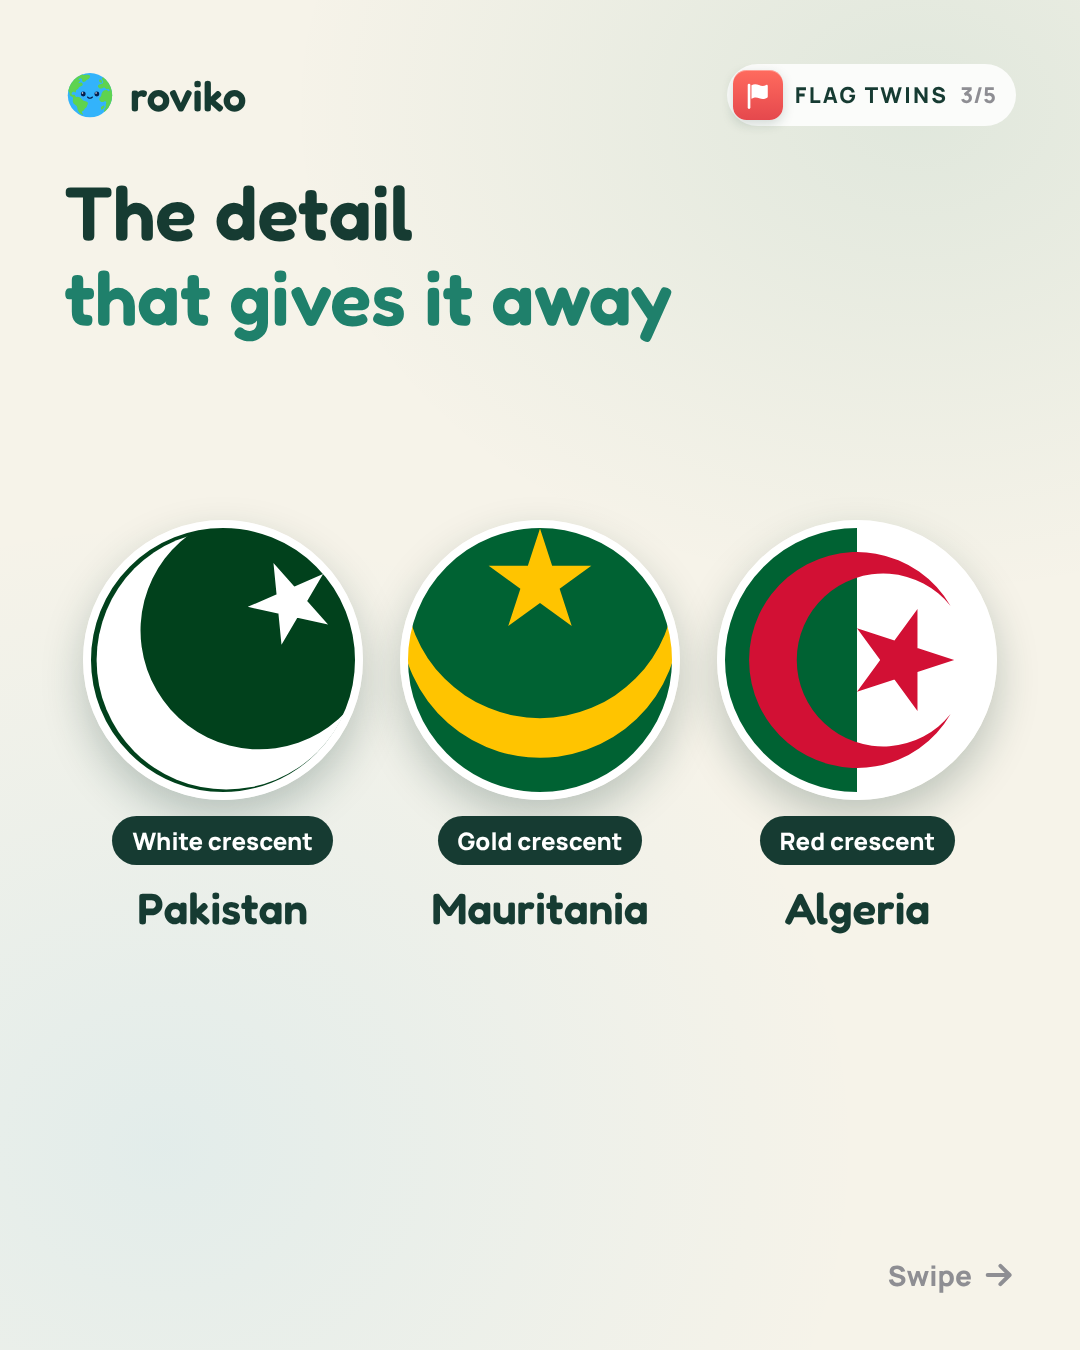 roviko
FLAG TWINS 3/5
The detail
that gives it away
White crescent
Gold crescent
Red crescent
Pakistan
Mauritania
Algeria
Swipe →